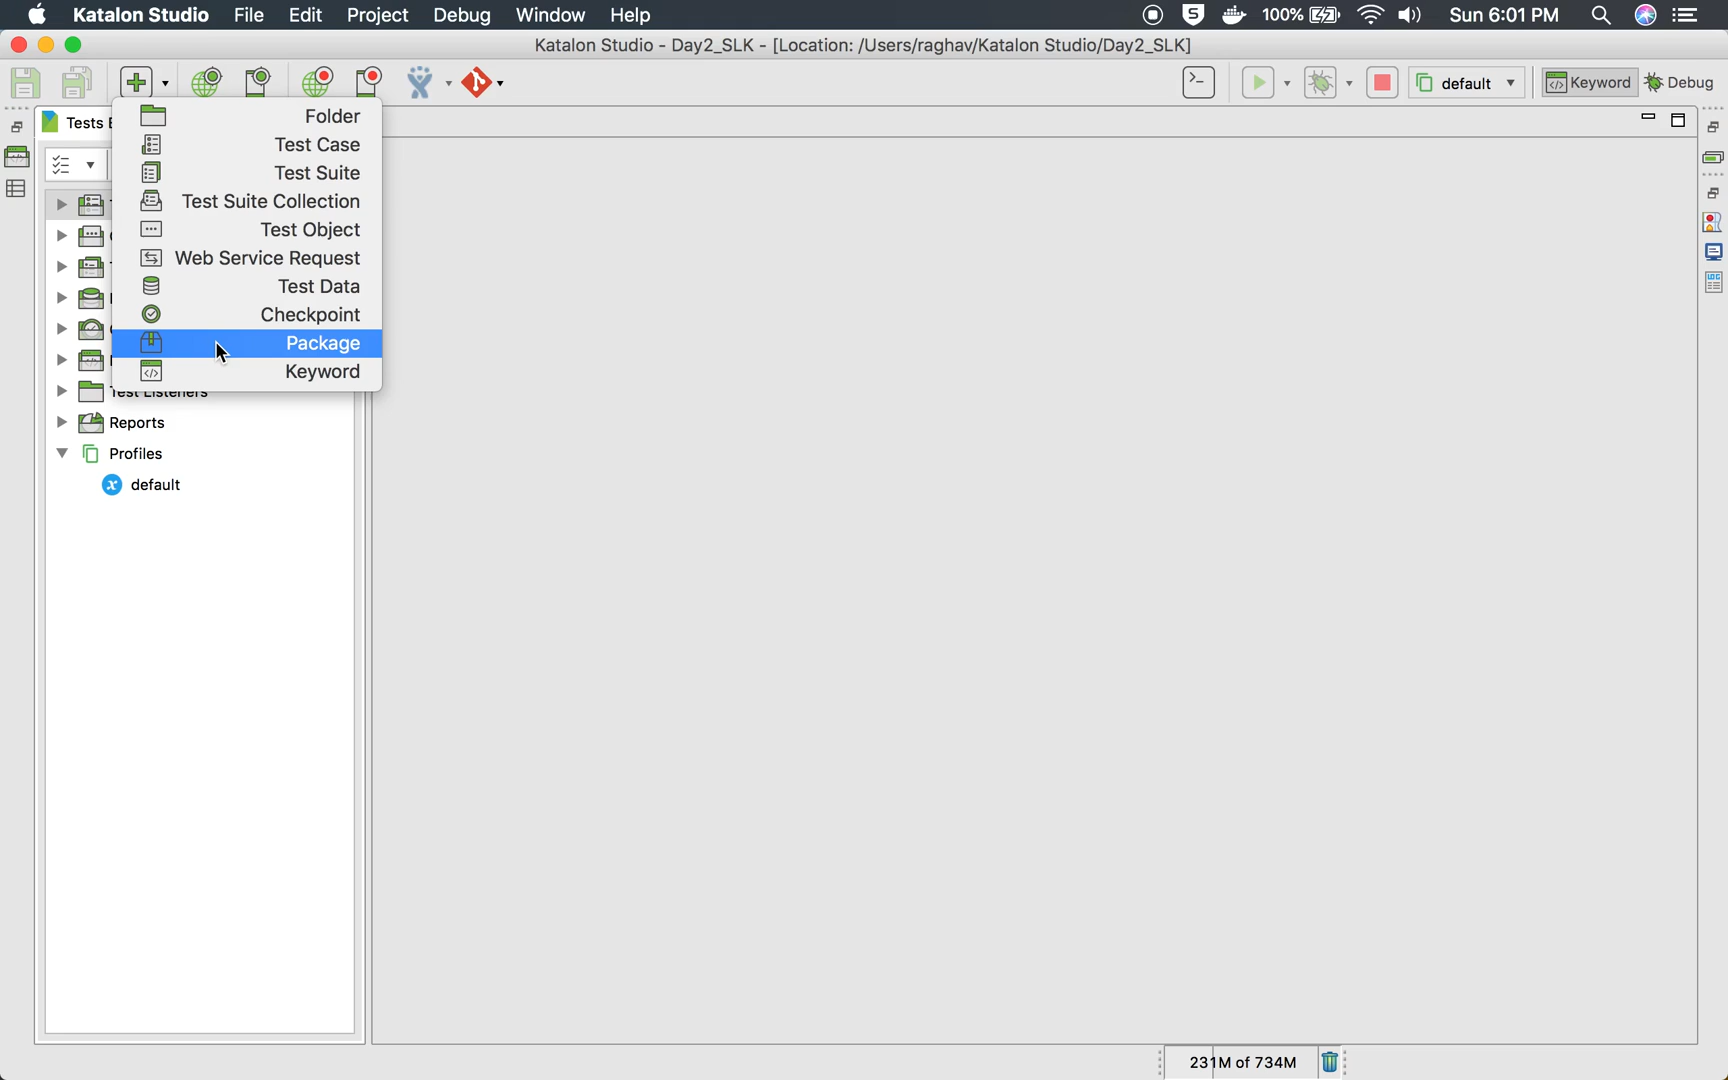 Katalon Studio File Edit Project Debug Window Help 100% Sun 6:01 PM
Katalon Studio - Day2_SLK - [Location: /Users/raghav/Katalon Studio/Day2_SLK]
default Keyword Debug
Tests
Folder
Test Case
Test Suite
Test Suite Collection
Test Object
Web Service Request
Test Data
Checkpoint
Package
Keyword
Test Listeners
Reports
Profiles
default
231M of 734M